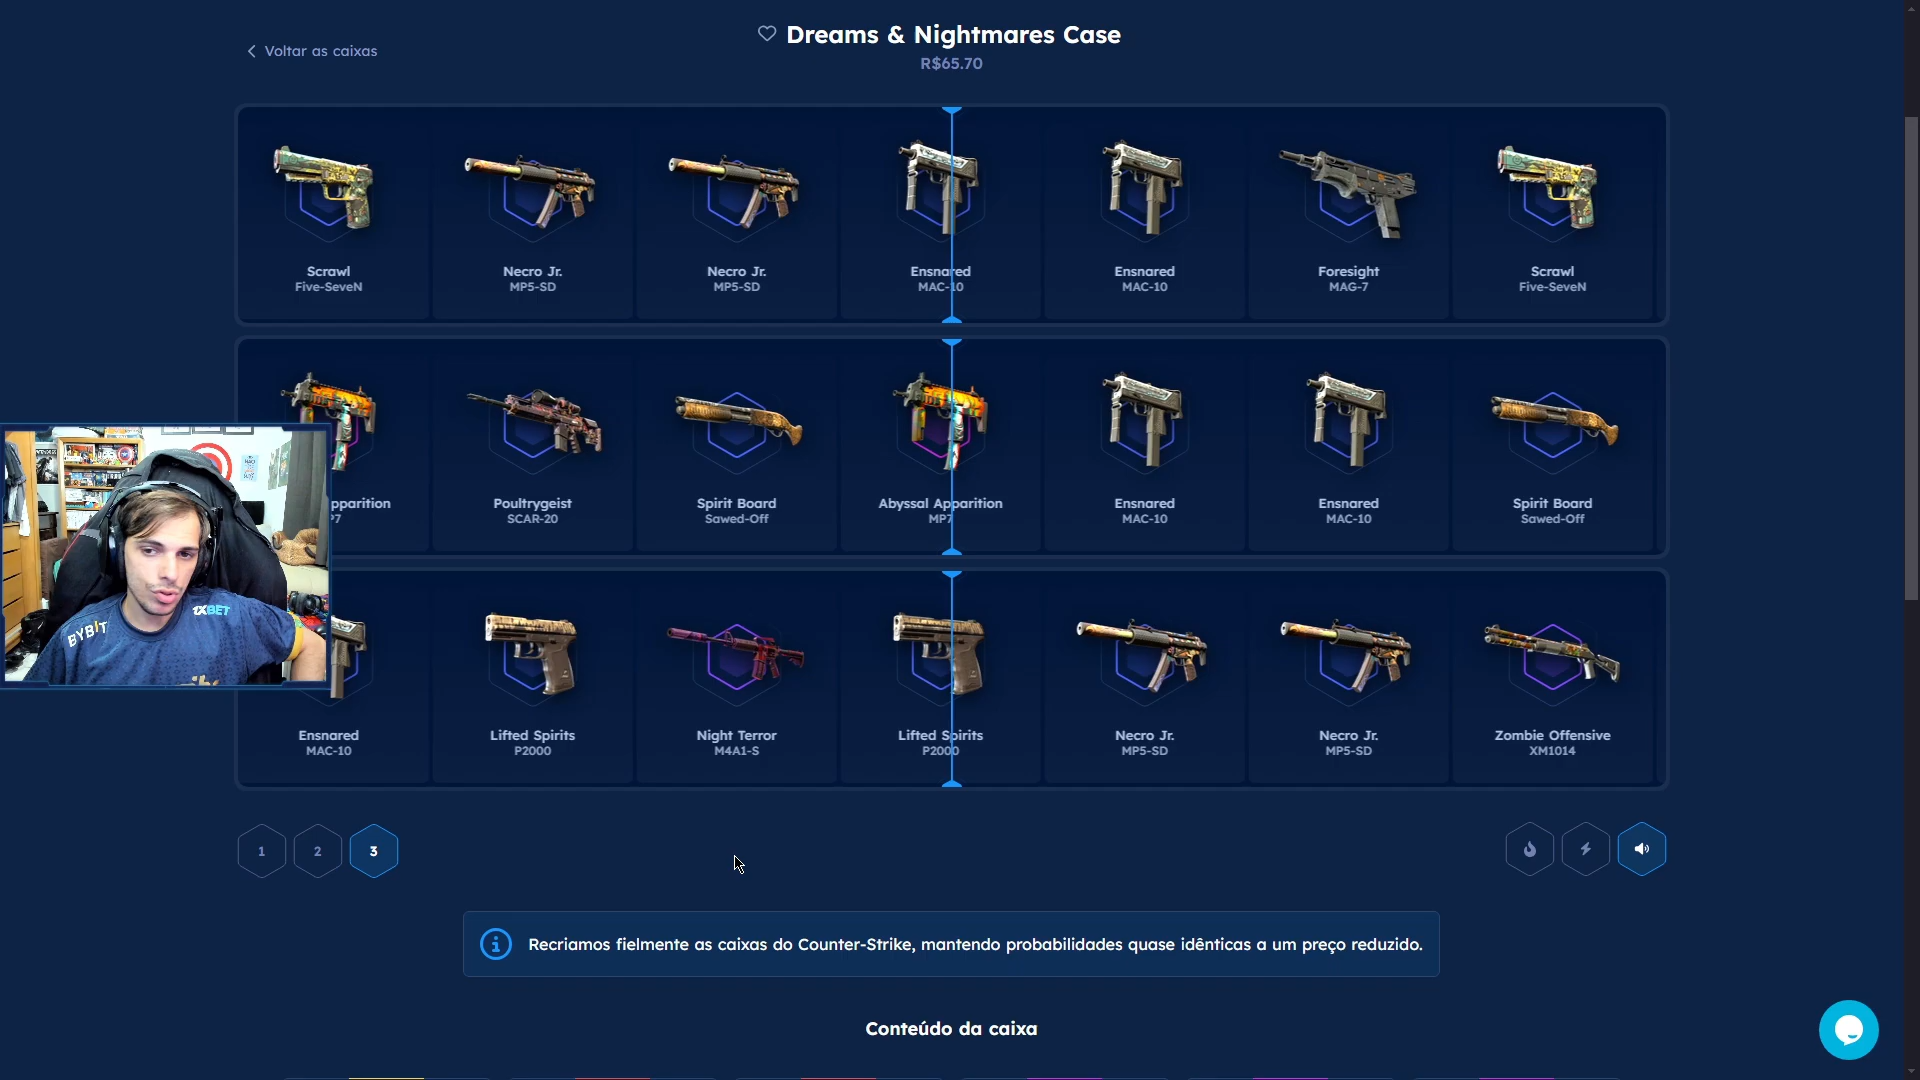 Dreams & Nightmares Case
Voltar as caixas
R$65.70
Scrawl
Five-SeveN
Necro Jr.
MP5-SD
Necro Jr.
MP5-SD
Ensnared
MAC-10
Ensnared
MAC-10
Foresight
MAG-7
Scrawl
Five-SeveN
pparition
P7
Poultrygeist
SCAR-20
Spirit Board
Sawed-Off
Abyssal Apparition
MP7
Ensnared
MAC-10
Ensnared
MAC-10
Spirit Board
Sawed-Off
1XBET
BYBIT
Ensnared
MAC-10
Lifted Spirits
P2000
Night Terror
M4A1-S
Lifted Spirits
P2000
Necro Jr.
MP5-SD
Necro Jr.
MP5-SD
Zombie Offensive
XM1014
1
2
3
Recriamos fielmente as caixas do Counter-Strike, mantendo probabilidades quase idênticas a um preço reduzido.
Conteúdo da caixa